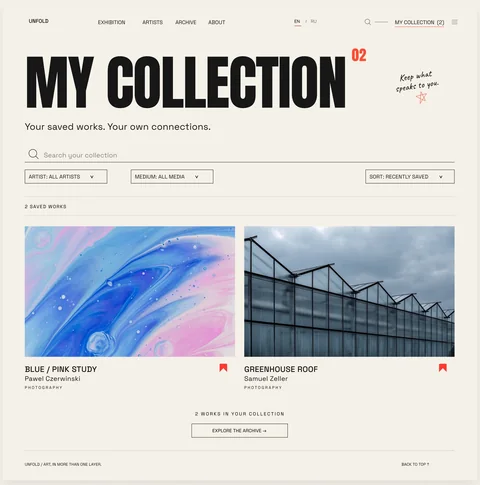 UNFOLD
EXHIBITION ARTISTS ARCHIVE ABOUT
EN / RU
MY COLLECTION (2)
MY COLLECTION 02
Keep what
speaks to you
Your saved works. Your own connections.
Search your collection
ARTIST: ALL ARTISTS
MEDIUM: ALL MEDIA
SORT: RECENTLY SAVED
2 SAVED WORKS
BLUE / PINK STUDY
Pawel Czerwinski
PHOTOGRAPHY
GREENHOUSE ROOF
Samuel Zeller
PHOTOGRAPHY
2 WORKS IN YOUR COLLECTION
EXPLORE THE ARCHIVE →
UNFOLD / ART, IN MORE THAN ONE LAYER.
BACK TO TOP ↑